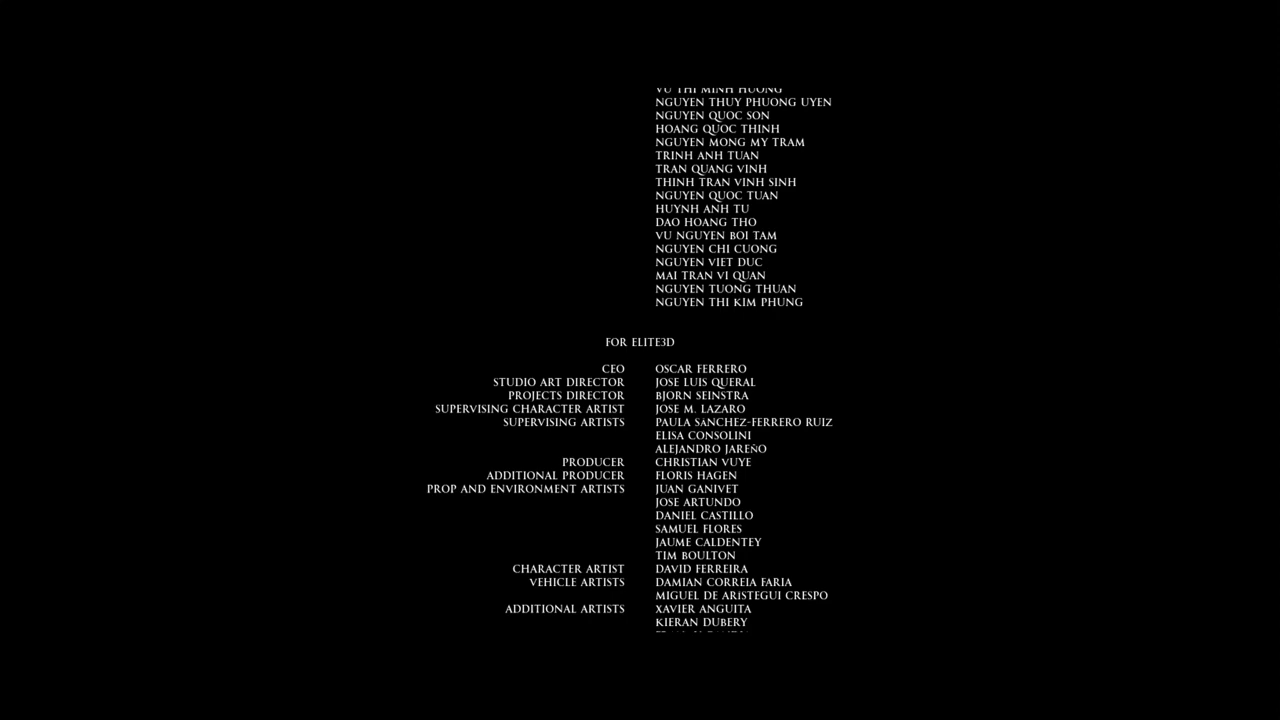 VU THI MINH HUONG
NGUYEN THUY PHUONG UYEN
NGUYEN QUOC SON
HOANG QUOC THINH
NGUYEN MONG MY TRAM
TRINH ANH TUAN
TRAN QUANG VINH
THINH TRAN VINH SINH
NGUYEN QUOC TUAN
HUYNH ANH TU
DAO HOANG THO
VU NGUYEN BOI TAM
NGUYEN CHI CUONG
NGUYEN VIET DUC
MAI TRAN VI QUAN
NGUYEN TUONG THUAN
NGUYEN THI KIM PHUNG
FOR ELITE3D
CEO OSCAR FERRERO
STUDIO ART DIRECTOR JOSE LUIS QUERAL
PROJECTS DIRECTOR BJORN SEINSTRA
SUPERVISING CHARACTER ARTIST JOSE M. LAZARO
SUPERVISING ARTISTS PAULA SÁNCHEZ-FERRERO RUIZ
ELISA CONSOLINI
ALEJANDRO JAREÑO
PRODUCER CHRISTIAN VUYE
ADDITIONAL PRODUCER FLORIS HAGEN
PROP AND ENVIRONMENT ARTISTS JUAN GANIVET
JOSE ARTUNDO
DANIEL CASTILLO
SAMUEL FLORES
JAUME CALDENTEY
TIM BOULTON
CHARACTER ARTIST DAVID FERREIRA
VEHICLE ARTISTS DAMIAN CORREIA FARIA
MIGUEL DE ARÍSTEGUI CRESPO
ADDITIONAL ARTISTS XAVIER ANGUITA
KIERAN DUBERY